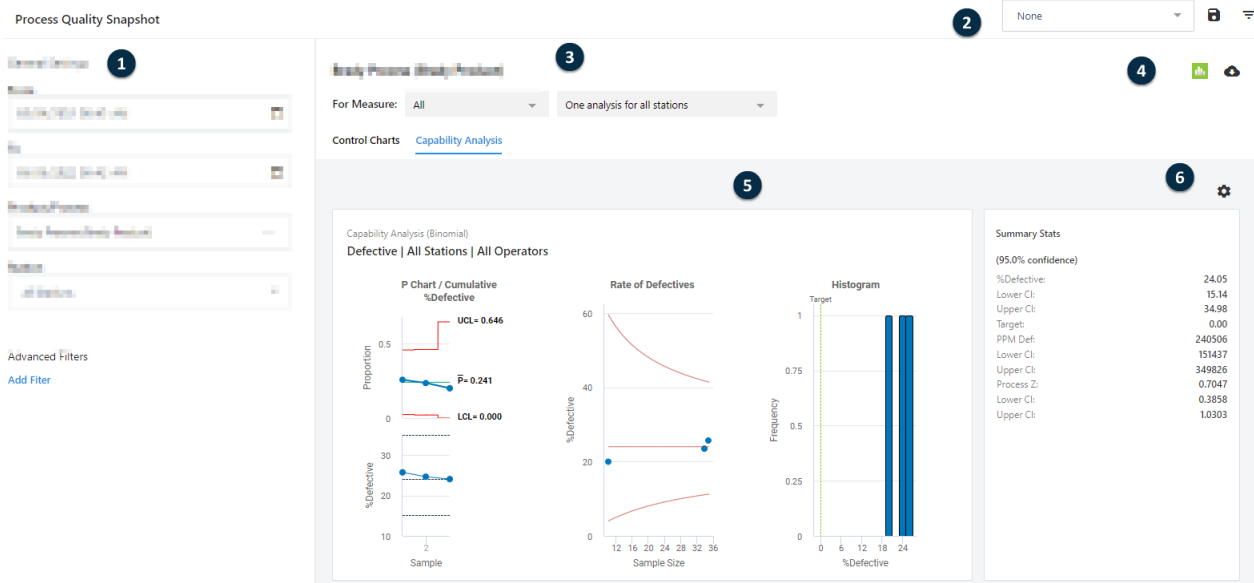 Process Quality Snapshot
2
None
1
3
4
For Measure: All One analysis for all stations
Control Charts Capability Analysis
5
6
Capability Analysis (Binomial)
Defective | All Stations | All Operators
P Chart / Cumulative
%Defective
UCL= 0.646
0.5
Proportion
P= 0.241
0
LCL= 0.000
30
%Defective
20
10
2
Sample
Rate of Defectives
60
40
%Defective
20
0
12 16 20 24 28 32 36
Sample Size
Histogram
Target
1
0.75
Frequency
0.5
0.25
0
0 6 12 18 24
%Defective
Summary Stats
(95.0% confidence)
%Defective: 24.05
Lower CI: 15.14
Upper CI: 34.98
Target: 0.00
PPM Def: 240506
Lower CI: 151437
Upper CI: 349826
Process Z: 0.7047
Lower CI: 0.3858
Upper CI: 1.0303
Advanced Filters
Add Fiter